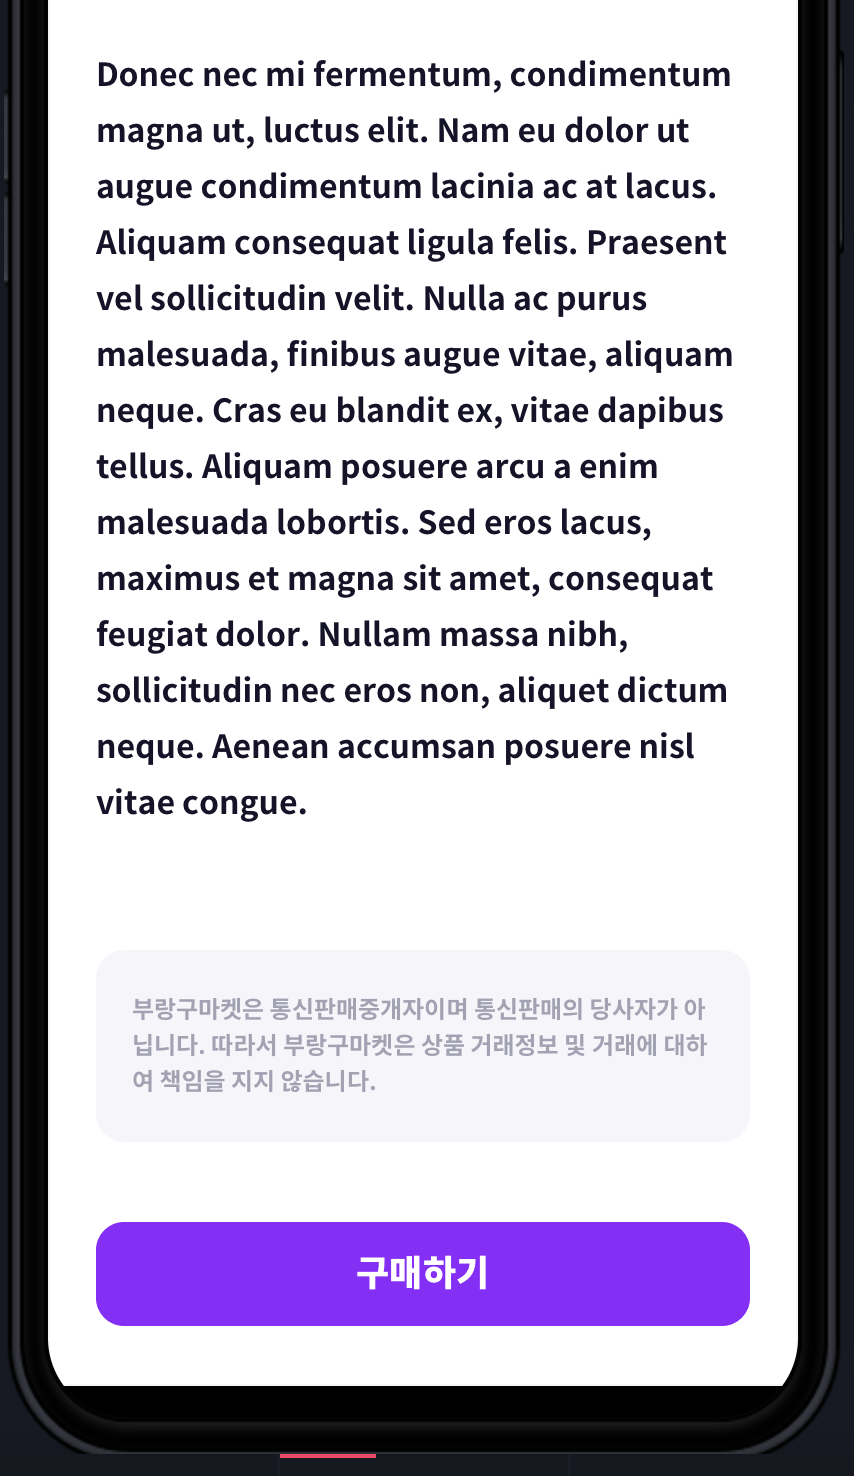 Donec nec mi fermentum, condimentum
magna ut, luctus elit. Nam eu dolor ut
augue condimentum lacinia ac at lacus.
Aliquam consequat ligula felis. Praesent
vel sollicitudin velit. Nulla ac purus
malesuada, finibus augue vitae, aliquam
neque. Cras eu blandit ex, vitae dapibus
tellus. Aliquam posuere arcu a enim
malesuada lobortis. Sed eros lacus,
maximus et magna sit amet, consequat
feugiat dolor. Nullam massa nibh,
sollicitudin nec eros non, aliquet dictum
neque. Aenean accumsan posuere nisl
vitae congue.
부랑구마켓은 통신판매중개자이며 통신판매의 당사자가 아
닙니다. 따라서 부랑구마켓은 상품 거래정보 및 거래에 대하
여 책임을 지지 않습니다.
구매하기